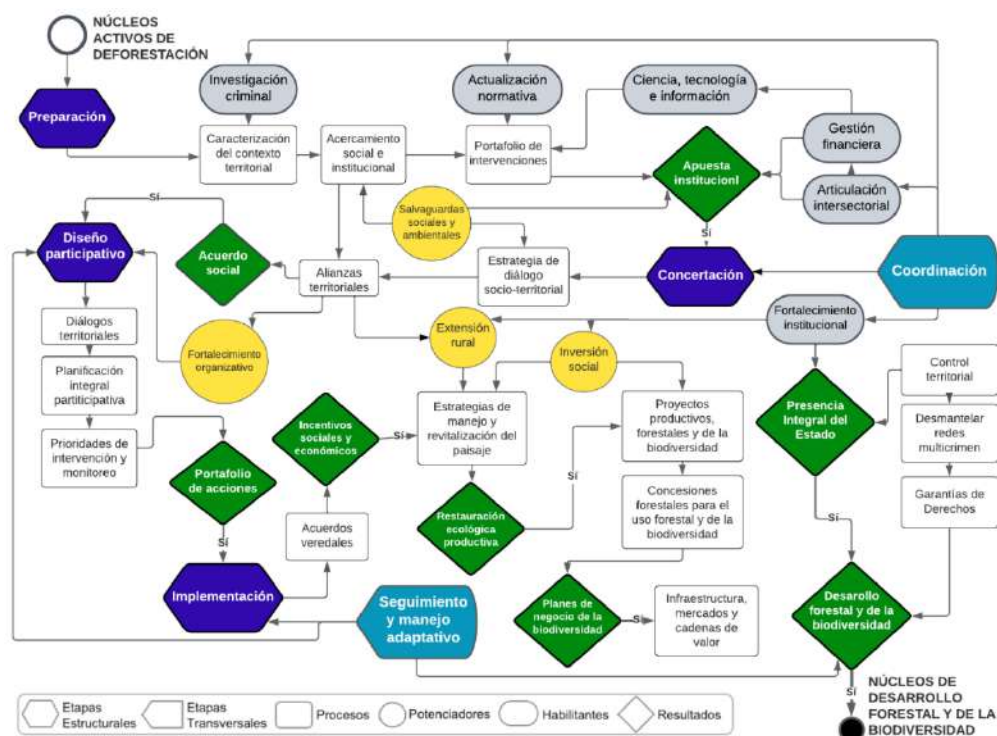 NÚCLEOS
ACTIVOS DE
DEFORESTACIÓN
Preparación
Investigación
criminal
Actualización
normativa
Ciencia, tecnología
e información
Gestión
financiera
Articulación
intersectorial
Caracterización
del contexto
territorial
Acercamiento
social e
institucional
Portafolio de
intervenciones
Apuesta
institucionl
Salvaguardas
sociales y
ambientales
Sí
Sí
Diseño
participativo
Acuerdo
social
Alianzas
territoriales
Estrategia de
diálogo
socio-territorial
Concertación
Coordinación
Diálogos
territoriales
Fortalecimiento
organizativo
Extensión
rural
Inversión
social
Fortalecimiento
institucional
Planificación
integral
partiticipativa
Control
territorial
Prioridades de
intervención y
monitoreo
Incentivos
sociales y
económicos
Sí
Estrategias de
manejo y
revitalización del
paisaje
Proyectos
productivos,
forestales y de la
biodiversidad
Presencia
Integral del
Estado
Desmantelar
redes
multicrimen
Portafolio
de acciones
Sí
Acuerdos
veredales
Restauración
ecológica
productiva
Sí
Concesiones
forestales para el
uso forestal y de la
biodiversidad
Sí
Garantías de
Derechos
Implementación
Seguimiento
y manejo
adaptativo
Planes de
negocio de la
biodiversidad
Sí
Infraestructura,
mercados y
cadenas de
valor
Desarollo
forestal y de la
biodiversidad
Sí
NÚCLEOS DE
DESARROLLO
FORESTAL Y DE LA
BIODIVERSIDAD
Etapas
Estructurales
Etapas
Transversales
Procesos
Potenciadores
Habilitantes
Resultados